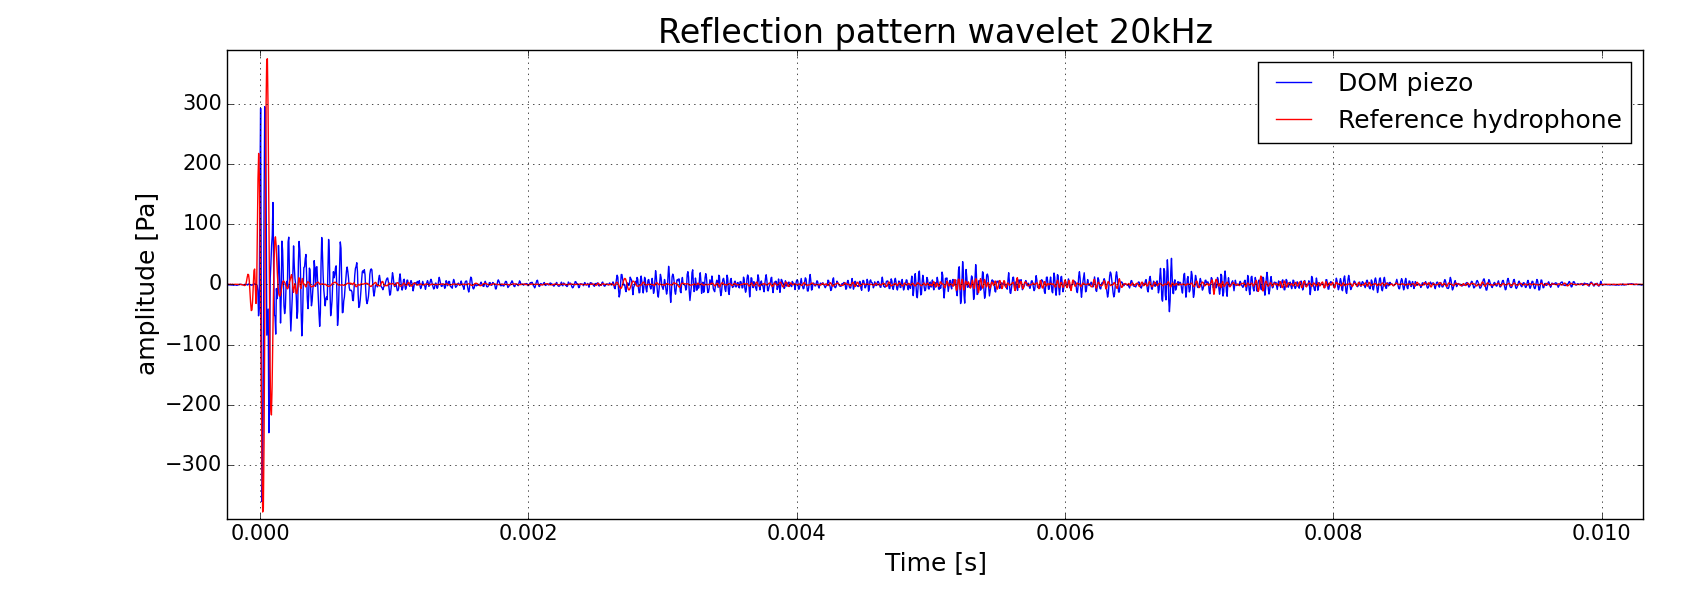 Reflection pattern wavelet 20kHz
DOM piezo
Reference hydrophone
amplitude [Pa]
300
200
100
0
−100
−200
−300
0.000 0.002 0.004 0.006 0.008 0.010
Time [s]